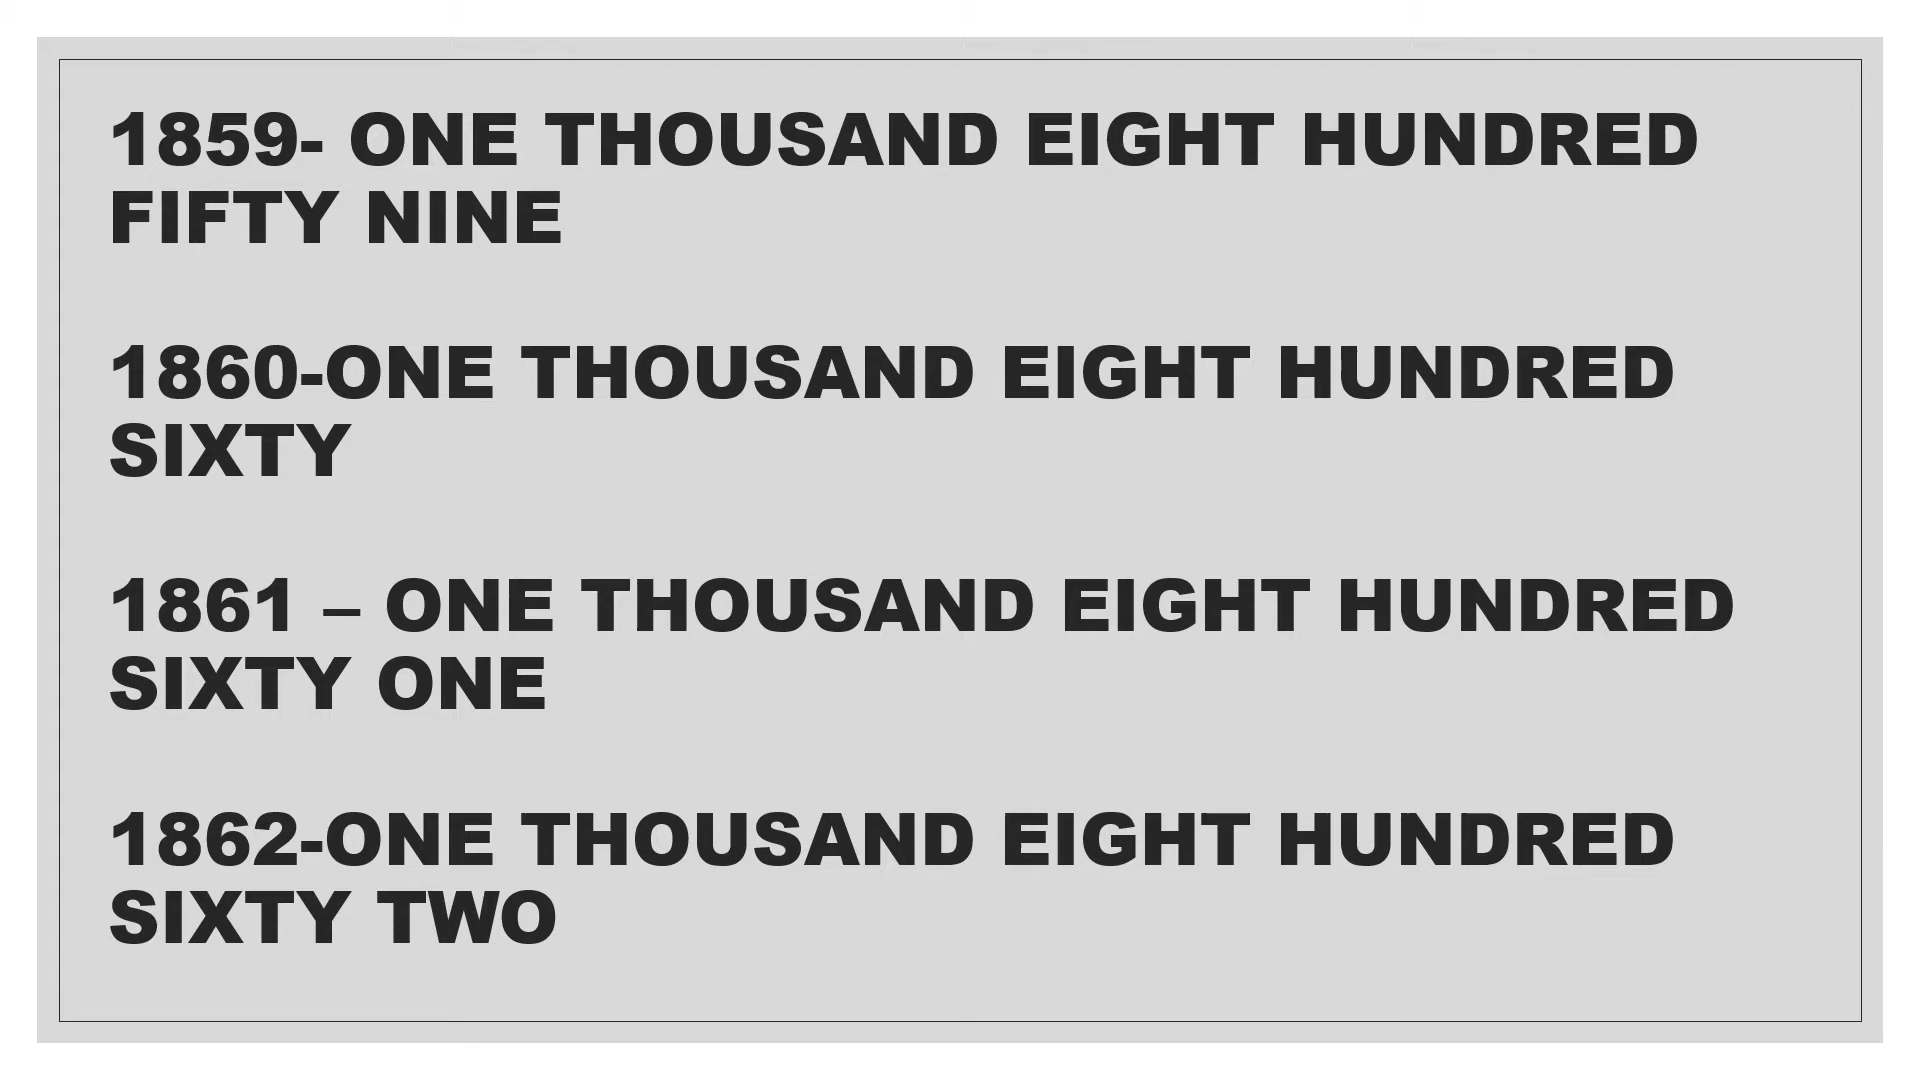 1859- ONE THOUSAND EIGHT HUNDRED
FIFTY NINE
1860-ONE THOUSAND EIGHT HUNDRED
SIXTY
1861 – ONE THOUSAND EIGHT HUNDRED
SIXTY ONE
1862-ONE THOUSAND EIGHT HUNDRED
SIXTY TWO